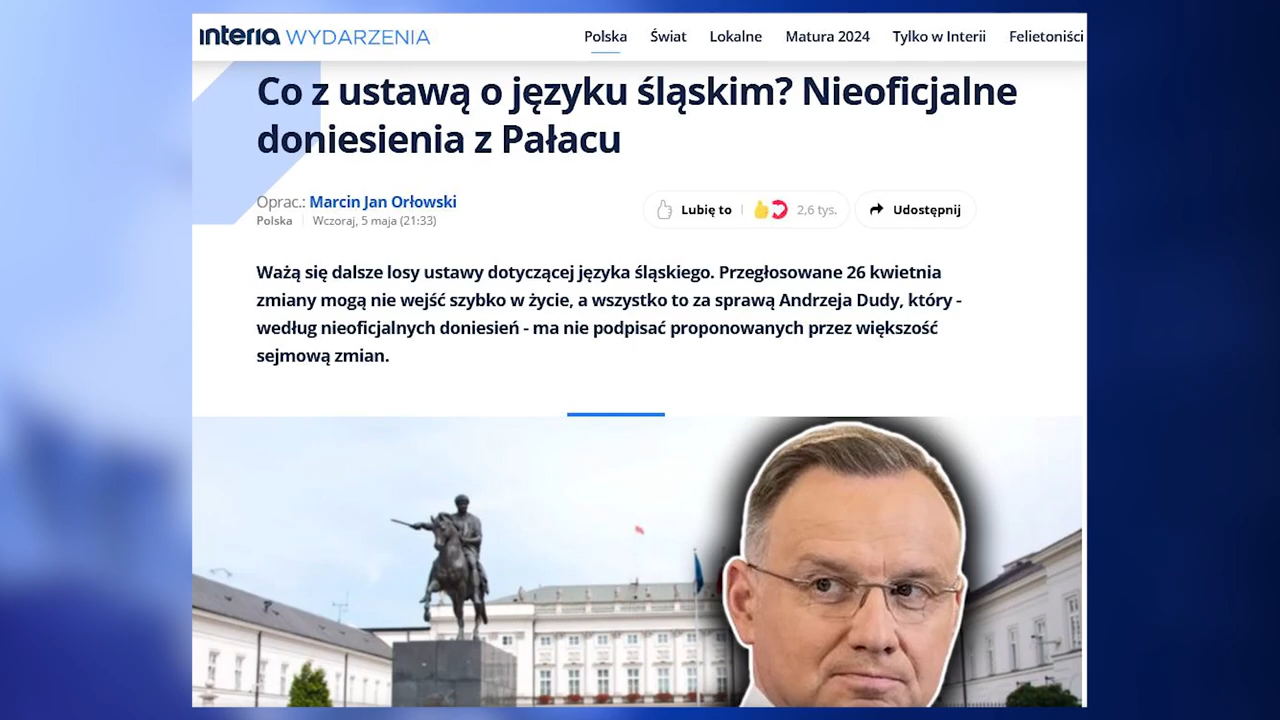 interia WYDARZENIA
Polska Świat Lokalne Matura 2024 Tylko w Interii Felietoniści
Co z ustawą o języku śląskim? Nieoficjalne
doniesienia z Pałacu
Oprac.: Marcin Jan Orłowski
Polska Wczoraj, 5 maja (21:33)
Lubię to 2,6 tys. Udostępnij
Ważą się dalsze losy ustawy dotyczącej języka śląskiego. Przegłosowane 26 kwietnia
zmiany mogą nie wejść szybko w życie, a wszystko to za sprawą Andrzeja Dudy, który -
według nieoficjalnych doniesień - ma nie podpisać proponowanych przez większość
sejmową zmian.